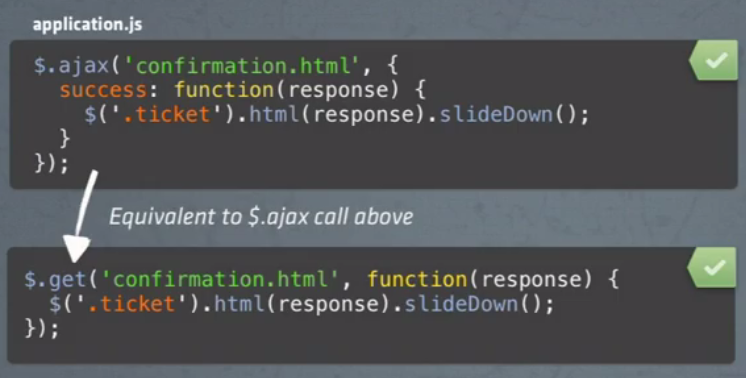 application.js
$.ajax('confirmation.html', {
success: function(response) {
$('.ticket').html(response).slideDown();
}
});
Equivalent to $.ajax call above
$.get('confirmation.html', function(response) {
$('.ticket').html(response).slideDown();
});